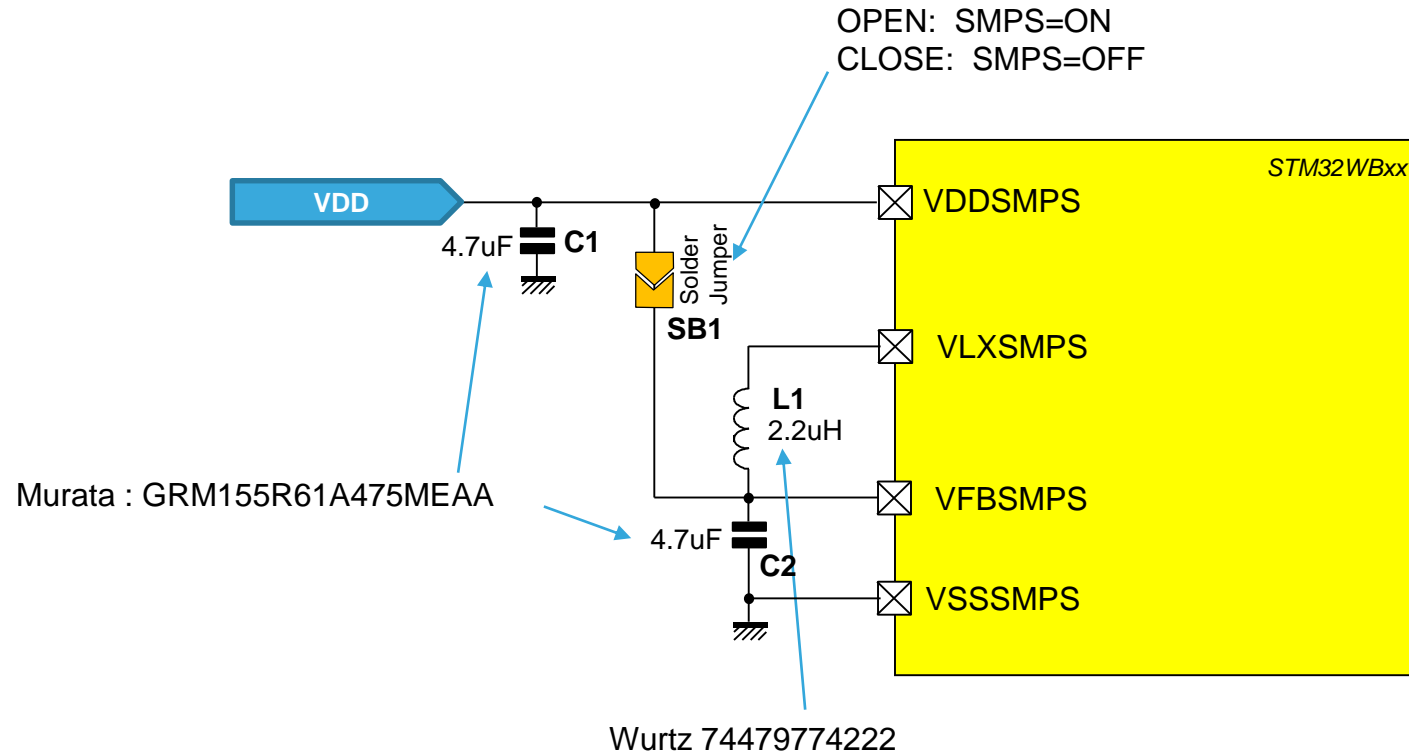 OPEN: SMPS=ON
CLOSE: SMPS=OFF
STM32WBxx
VDD
VDDSMPS
4.7uF
C1
Solder
Jumper
SB1
VLXSMPS
L1
2.2uH
Murata : GRM155R61A475MEAA
VFBSMPS
4.7uF
C2
VSSSMPS
Wurtz 74479774222